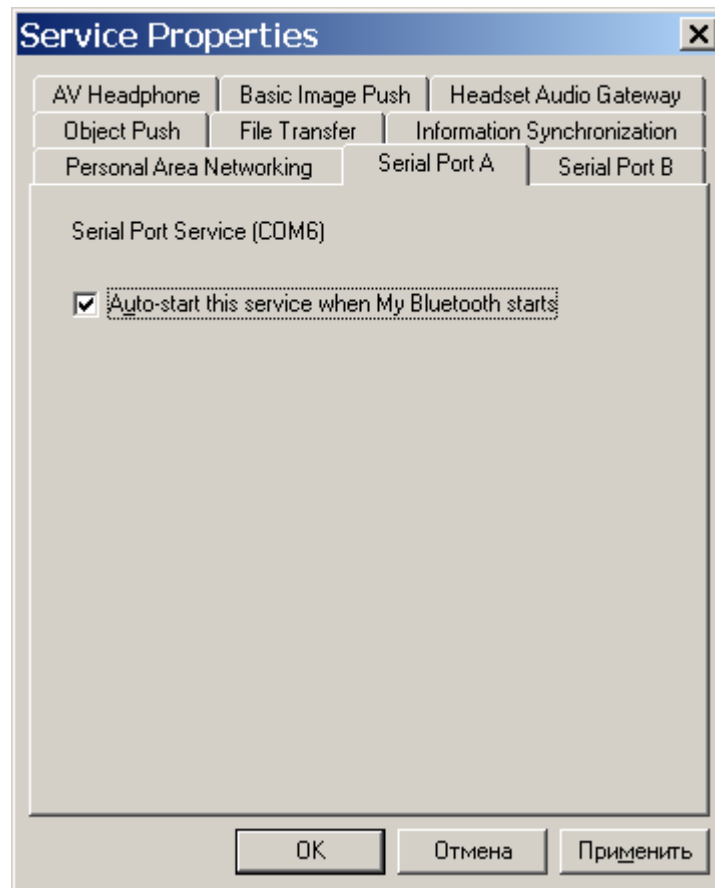 Service Properties
AV Headphone Basic Image Push Headset Audio Gateway
Object Push File Transfer Information Synchronization
Personal Area Networking Serial Port A Serial Port B
Serial Port Service (COM6)
Auto-start this service when My Bluetooth starts
OK Отмена Применить